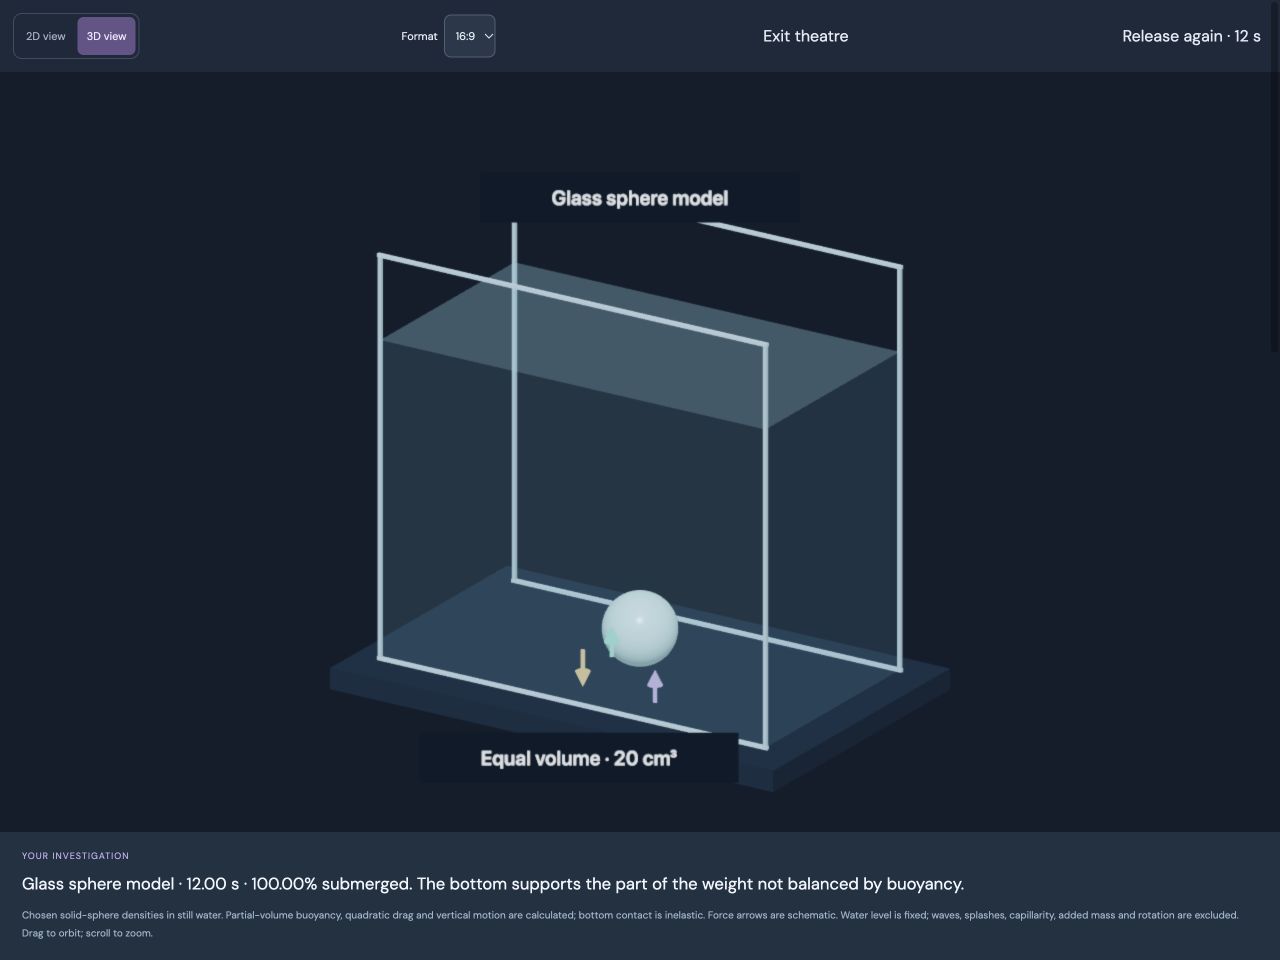 2D view
3D view
Format
16:9
Exit theatre
Release again · 12 s
Glass sphere model
Equal volume · 20 cm³
YOUR INVESTIGATION
Glass sphere model · 12.00 s · 100.00% submerged. The bottom supports the part of the weight not balanced by buoyancy.
Chosen solid-sphere densities in still water. Partial-volume buoyancy, quadratic drag and vertical motion are calculated; bottom contact is inelastic. Force arrows are schematic. Water level is fixed; waves, splashes, capillarity, added mass and rotation are excluded.
Drag to orbit; scroll to zoom.